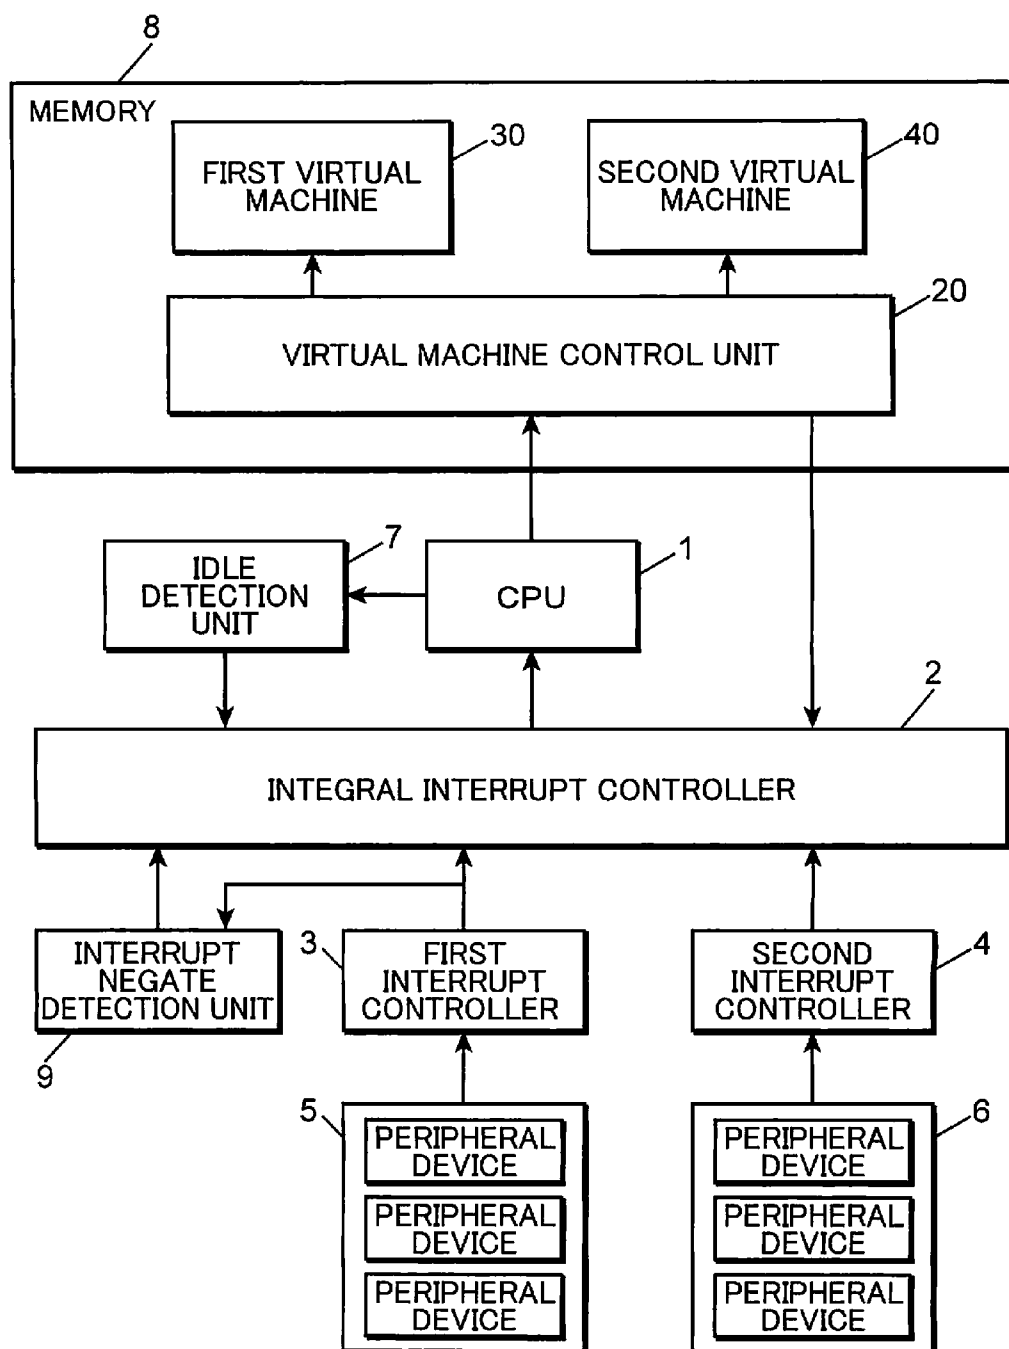 8
MEMORY
30
40
FIRST VIRTUAL
MACHINE
SECOND VIRTUAL
MACHINE
20
VIRTUAL MACHINE CONTROL UNIT
7
1
IDLE
DETECTION
UNIT
CPU
2
INTEGRAL INTERRUPT CONTROLLER
INTERRUPT
NEGATE
DETECTION UNIT
9
3
FIRST
INTERRUPT
CONTROLLER
SECOND
INTERRUPT
CONTROLLER
4
5
PERIPHERAL
DEVICE
PERIPHERAL
DEVICE
PERIPHERAL
DEVICE
6
PERIPHERAL
DEVICE
PERIPHERAL
DEVICE
PERIPHERAL
DEVICE